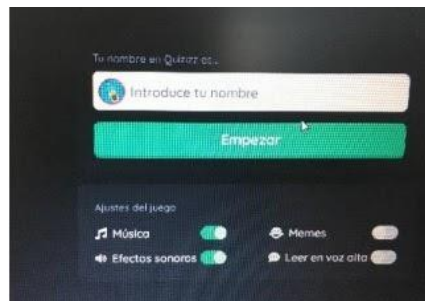 Tu nombre en Quizizz es...
Introduce tu nombre
Empezar
Ajustes del juego
Música
Memes
Efectos sonoros
Leer en voz alta